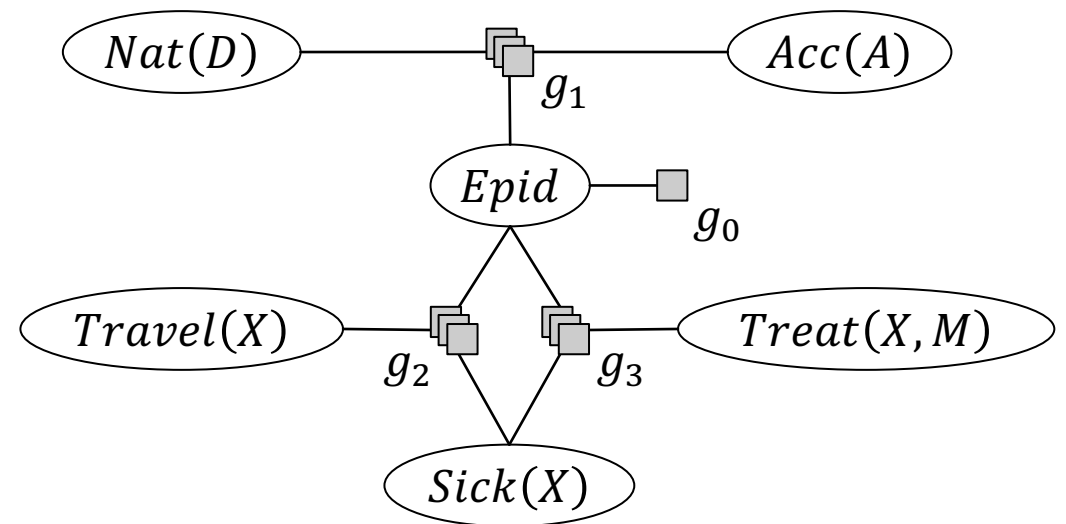 Nat(D)
Acc(A)
g₁
Epid
g₀
Travel(X)
Treat(X, M)
g₂
g₃
Sick(X)